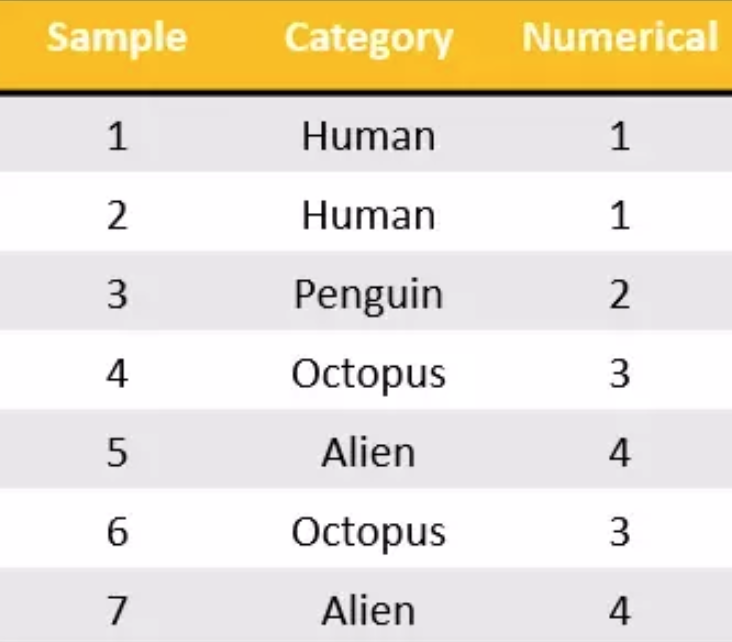 Sample Category Numerical
1 Human 1
2 Human 1
3 Penguin 2
4 Octopus 3
5 Alien 4
6 Octopus 3
7 Alien 4